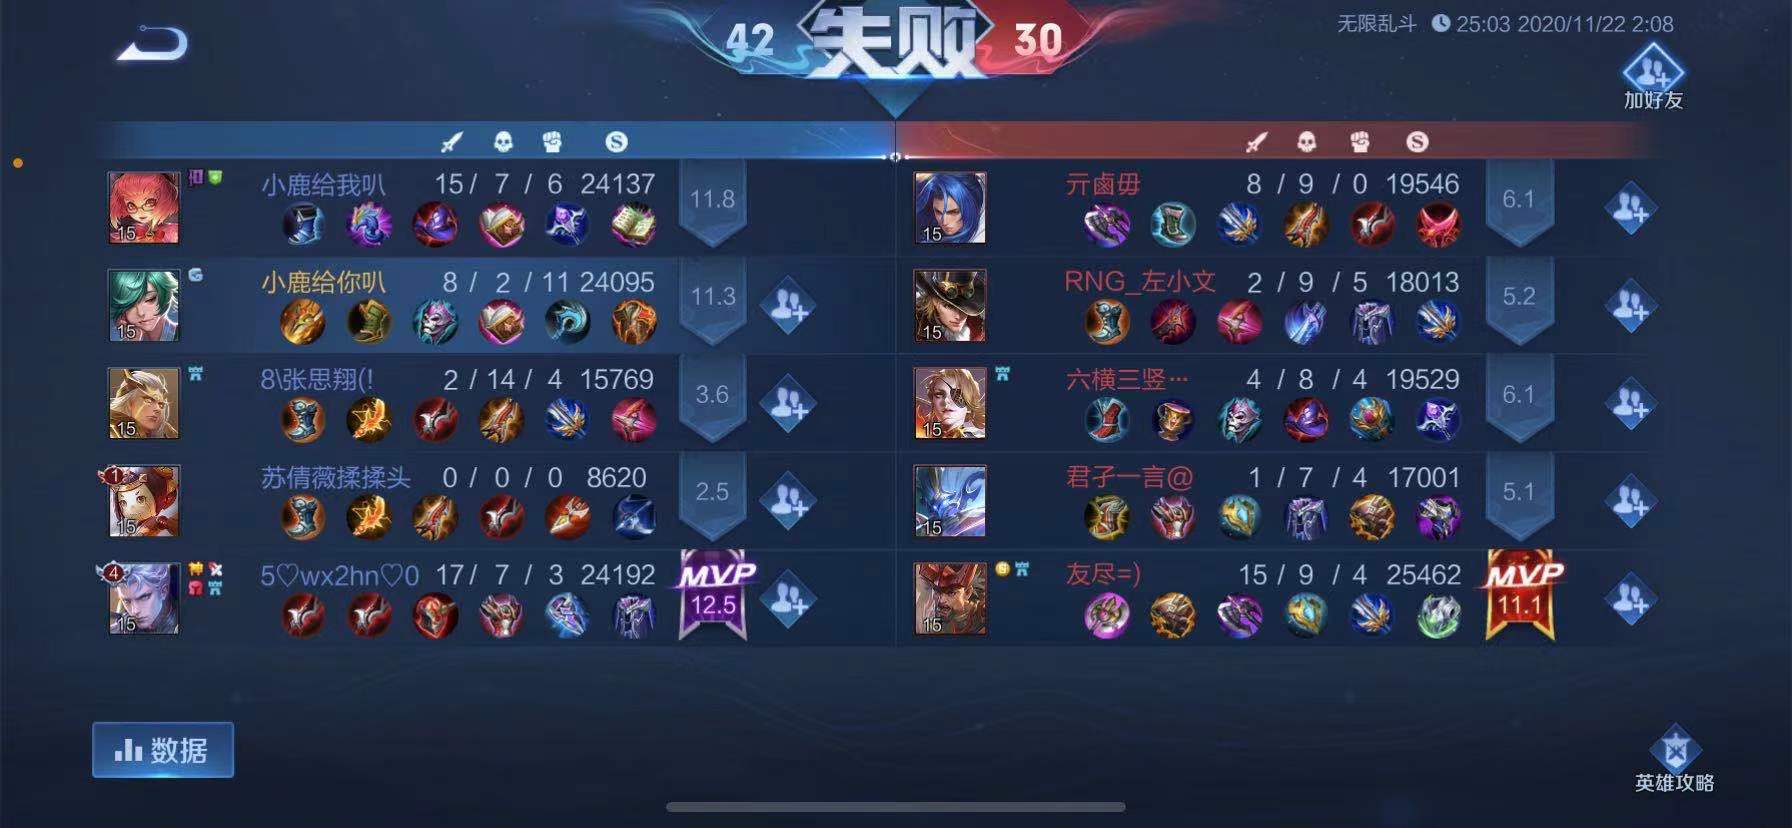 42 失败 30
无限乱斗 25:03 2020/11/22 2:08
加好友
S S
15 小鹿给我叭 15 / 7 / 6 24137 11.8
15 亓鹵毋 8 / 9 / 0 19546 6.1
15 小鹿给你叭 8 / 2 / 11 24095 11.3
15 RNG_左小文 2 / 9 / 5 18013 5.2
15 8\张思翔(! 2 / 14 / 4 15769 3.6
15 六横三竖··· 4 / 8 / 4 19529 6.1
1 15 苏倩薇揉揉头 0 / 0 / 0 8620 2.5
15 君子一言@ 1 / 7 / 4 17001 5.1
4 15 5♡wx2hn♡0 17 / 7 / 3 24192 MVP 12.5
15 友尽=) 15 / 9 / 4 25462 MVP 11.1
数据
英雄攻略